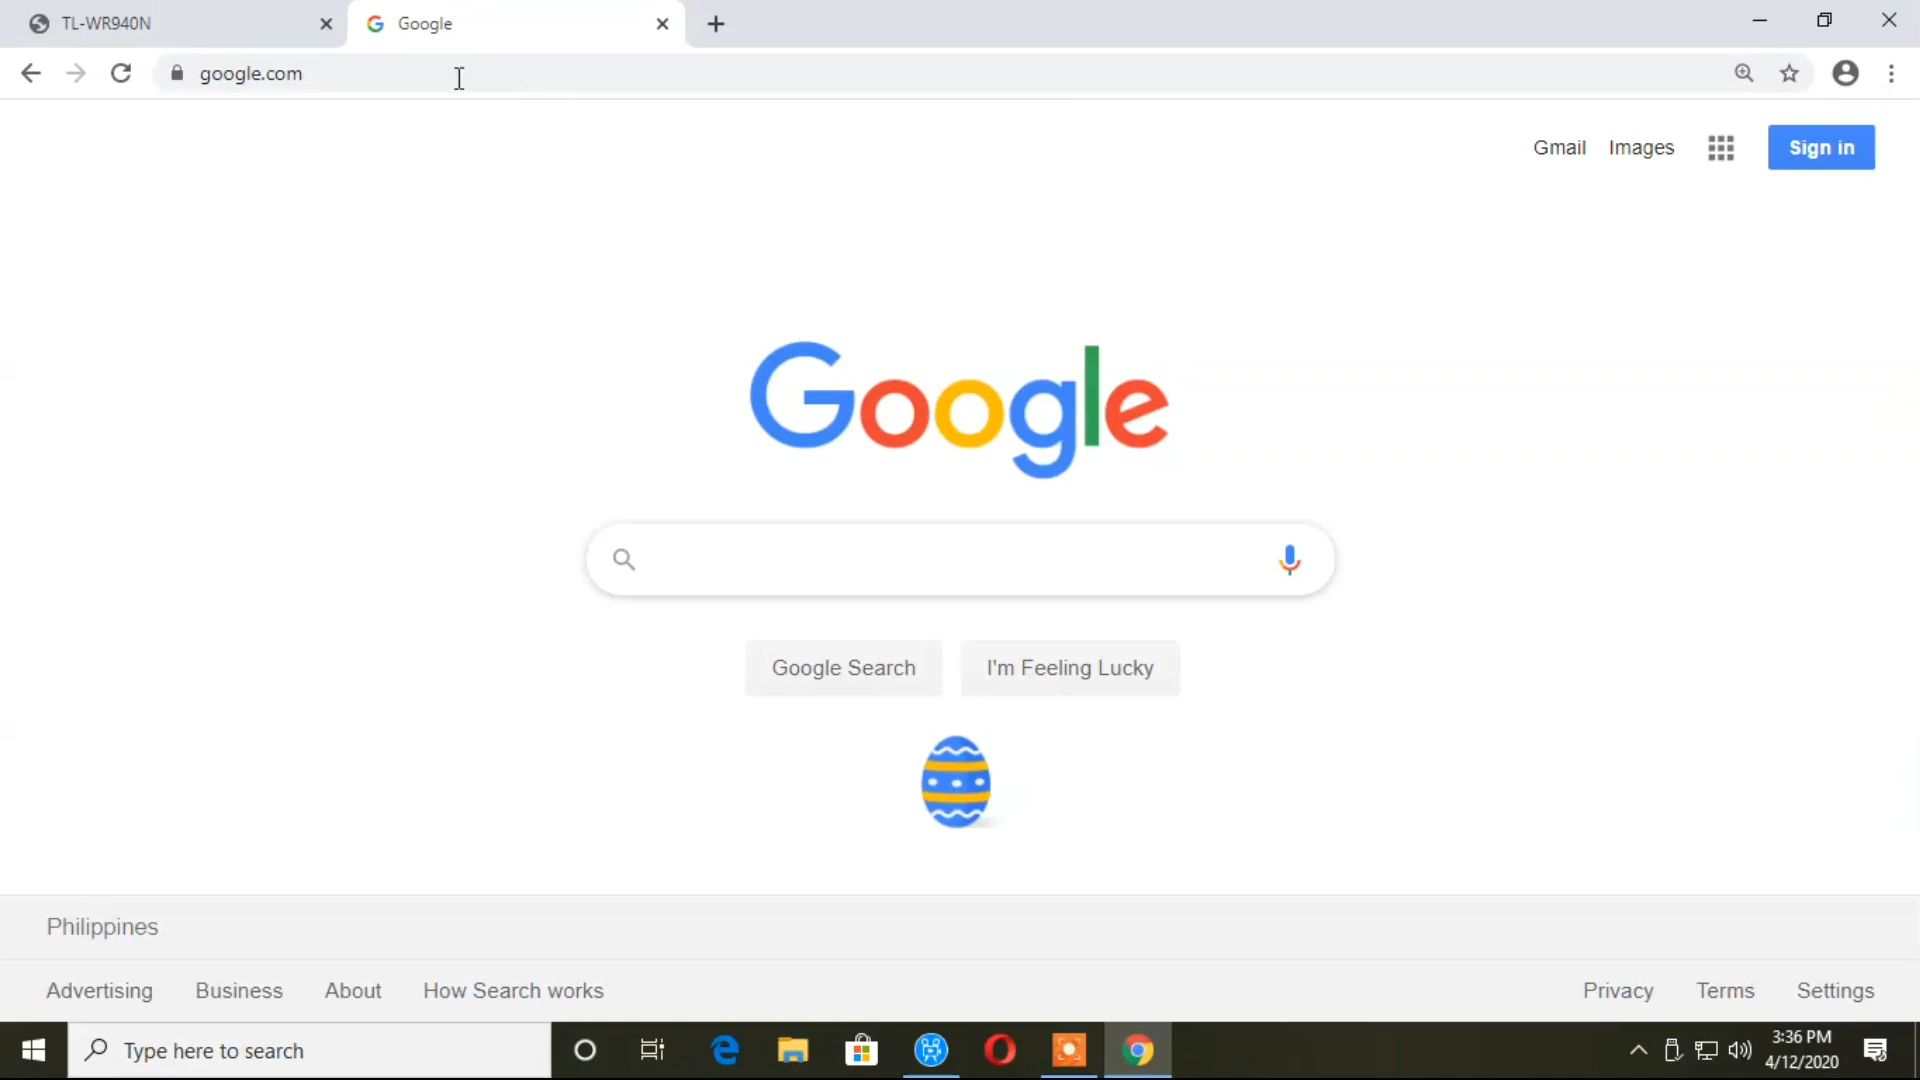 TL-WR940N
Google
google.com
Gmail Images Sign in
Google
Google Search I'm Feeling Lucky
Philippines
Advertising Business About How Search works Privacy Terms Settings
Type here to search
3:36 PM
4/12/2020